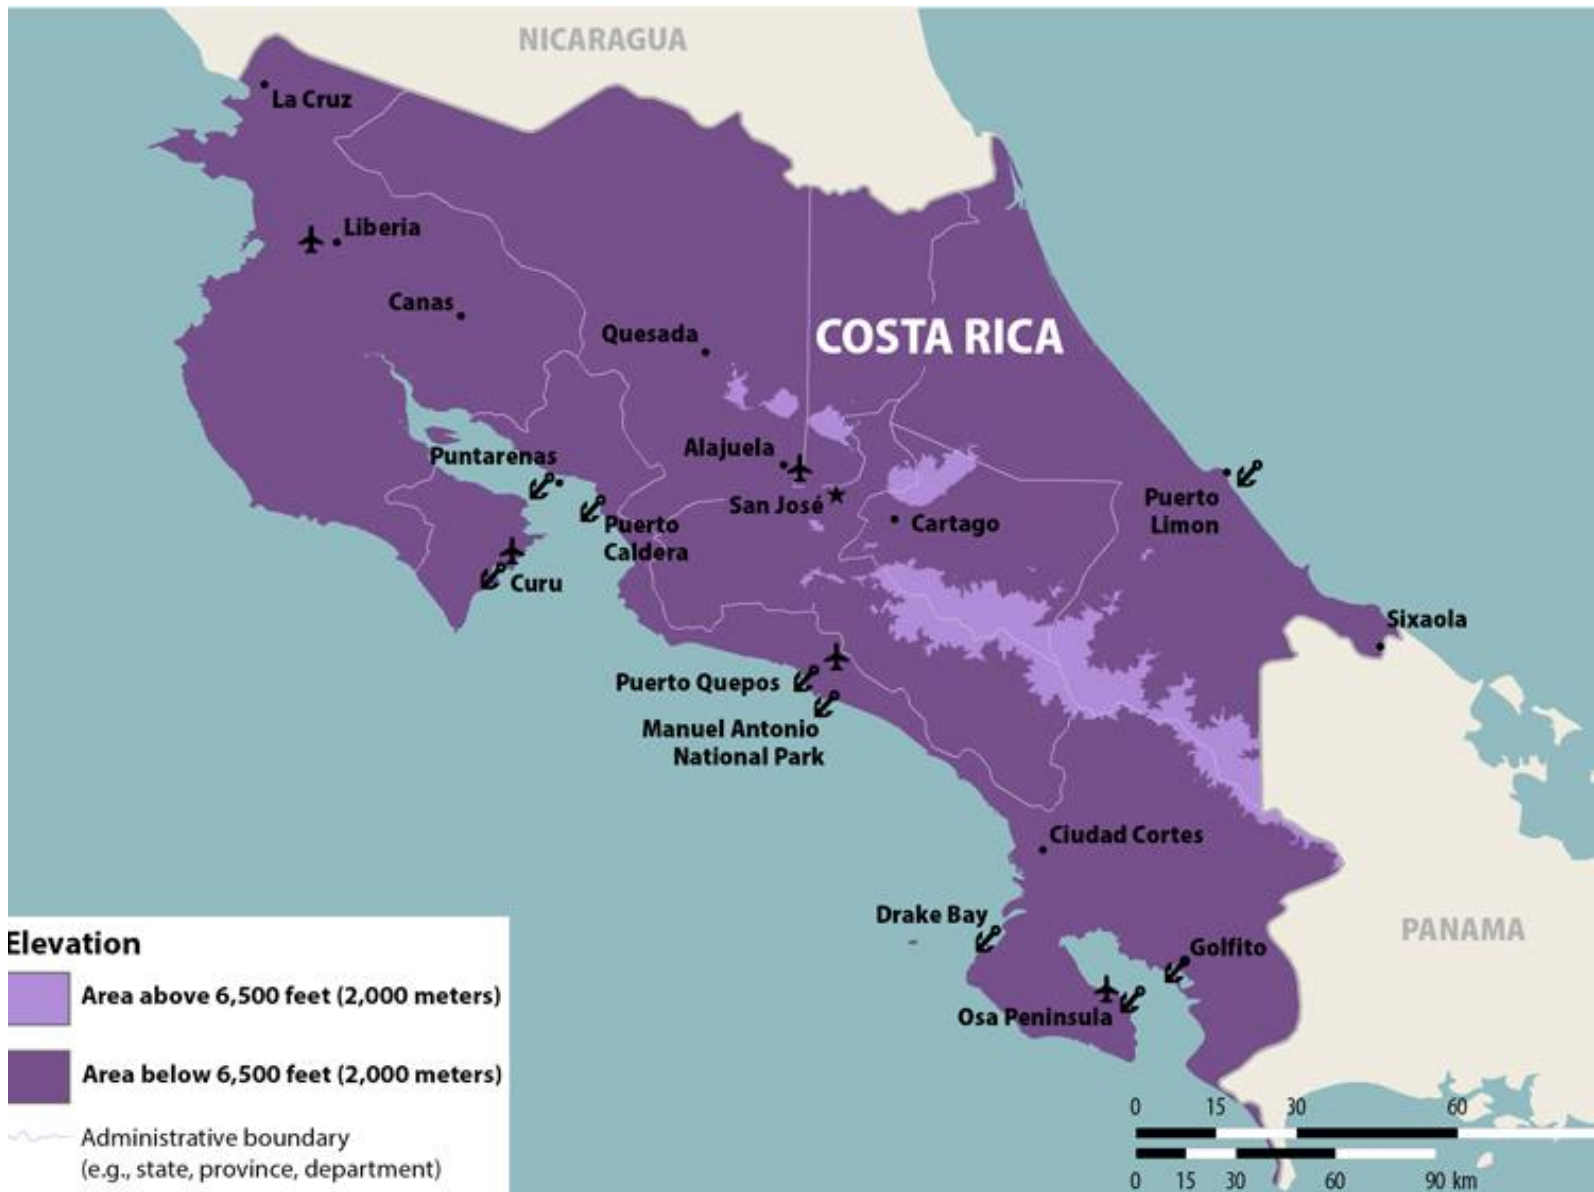 NICARAGUA
La Cruz
Liberia
Canas
Quesada
COSTA RICA
Alajuela
Puntarenas
San José
Puerto
Limon
Cartago
Puerto
Caldera
Curu
Sixaola
Puerto Quepos
Manuel Antonio
National Park
Ciudad Cortes
Drake Bay
PANAMA
Golfito
Osa Peninsula
Elevation
Area above 6,500 feet (2,000 meters)
Area below 6,500 feet (2,000 meters)
Administrative boundary
(e.g., state, province, department)
0 15 30 60
0 15 30 60 90 km